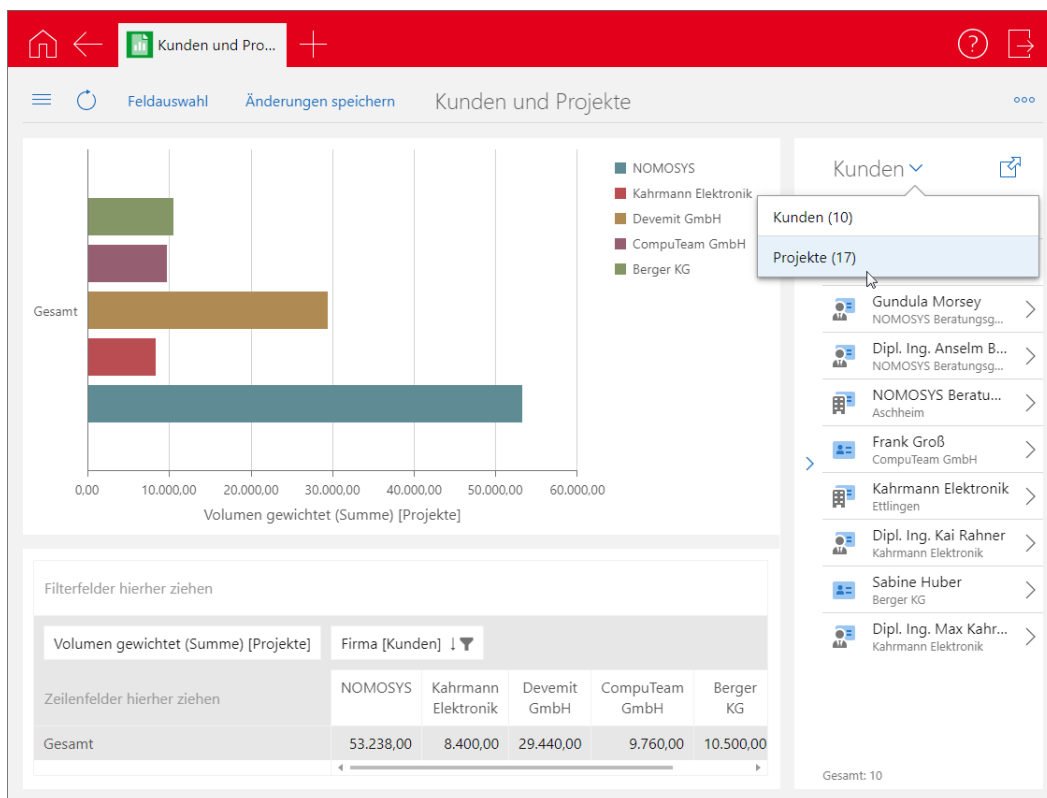 Kunden und Pro...
Feldauswahl
Änderungen speichern
Kunden und Projekte
NOMOSYS
Kahrmann Elektronik
Devemit GmbH
CompuTeam GmbH
Berger KG
Gesamt
0,00 10.000,00 20.000,00 30.000,00 40.000,00 50.000,00 60.000,00
Volumen gewichtet (Summe) [Projekte]
Filterfelder hierher ziehen
Volumen gewichtet (Summe) [Projekte]
Firma [Kunden]
Zeilenfelder hierher ziehen
NOMOSYS Kahrmann Devemit CompuTeam Berger
Elektronik GmbH GmbH KG
Gesamt 53.238,00 8.400,00 29.440,00 9.760,00 10.500,00
Kunden
Kunden (10)
Projekte (17)
Gundula Morsey
NOMOSYS Beratungsg...
Dipl. Ing. Anselm B...
NOMOSYS Beratungsg...
NOMOSYS Beratu...
Aschheim
Frank Groß
CompuTeam GmbH
Kahrmann Elektronik
Ettlingen
Dipl. Ing. Kai Rahner
Kahrmann Elektronik
Sabine Huber
Berger KG
Dipl. Ing. Max Kahr...
Kahrmann Elektronik
Gesamt: 10